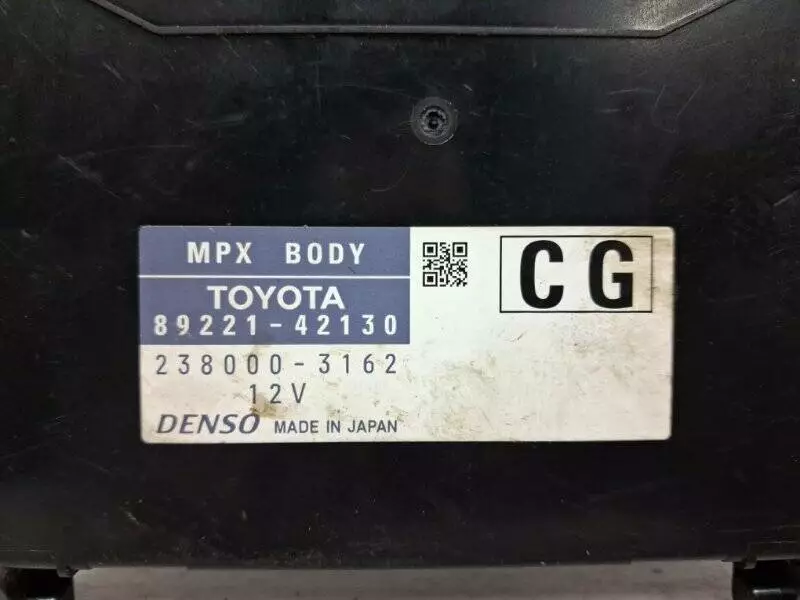 MPX BODY
CG
TOYOTA
89221-42130
238000-3162
12V
DENSO MADE IN JAPAN